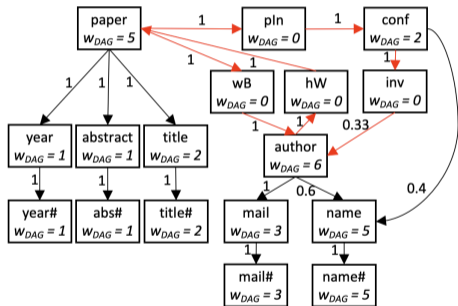 paper
wDAG = 5
1
pIn
wDAG = 0
1
conf
wDAG = 2
1
1
1
1
1
1
1
wB
wDAG = 0
hW
wDAG = 0
inv
wDAG = 0
1
1
0.33
year
wDAG = 1
abstract
wDAG = 1
title
wDAG = 2
author
wDAG = 6
1
1
1
1
0.6
0.4
year#
wDAG = 1
abs#
wDAG = 1
title#
wDAG = 2
mail
wDAG = 3
name
wDAG = 5
1
1
mail#
wDAG = 3
name#
wDAG = 5